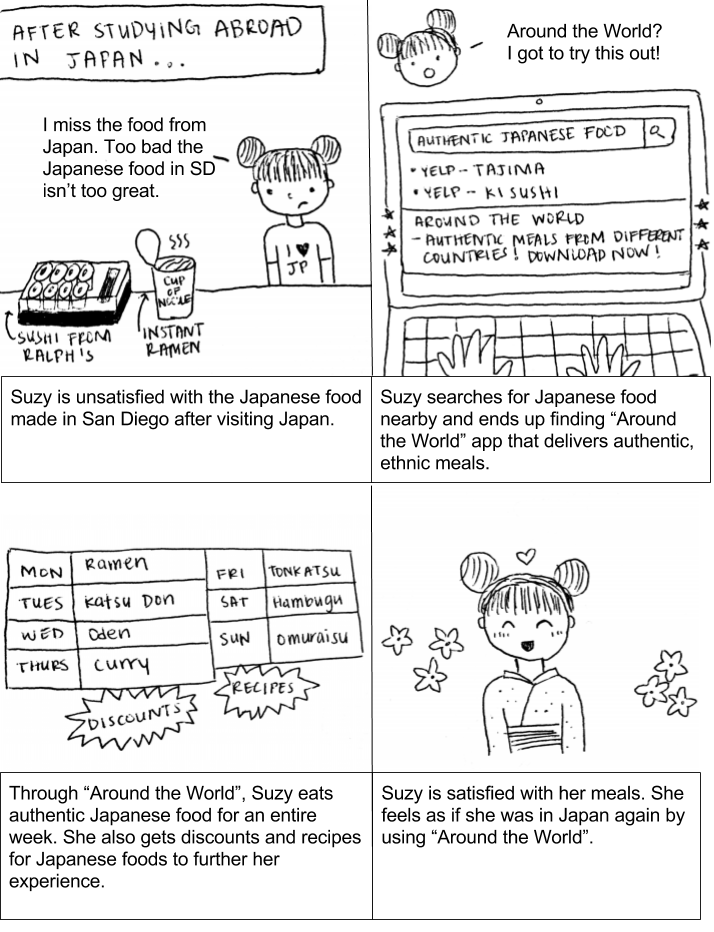 AFTER STUDYING ABROAD
IN JAPAN...
I miss the food from
Japan. Too bad the
Japanese food in SD
isn't too great.
I ♥
JP
CUP
OF
NOODLE
SUSHI FROM
RALPH'S
INSTANT
RAMEN
Suzy is unsatisfied with the Japanese food
made in San Diego after visiting Japan.
Around the World?
I got to try this out!
AUTHENTIC JAPANESE FOOD
• YELP -- TAJIMA
• YELP -- KI SUSHI
AROUND THE WORLD
- AUTHENTIC MEALS FROM DIFFERENT
COUNTRIES! DOWNLOAD NOW!
Suzy searches for Japanese food
nearby and ends up finding “Around
the World” app that delivers authentic,
ethnic meals.
MON Ramen FRI TONKATSU
TUES Katsu Don SAT Hambugu
WED Oden SUN Omuraisu
THURS Curry
DISCOUNTS
RECIPES
Through “Around the World”, Suzy eats
authentic Japanese food for an entire
week. She also gets discounts and recipes
for Japanese foods to further her
experience.
Suzy is satisfied with her meals. She
feels as if she was in Japan again by
using “Around the World”.